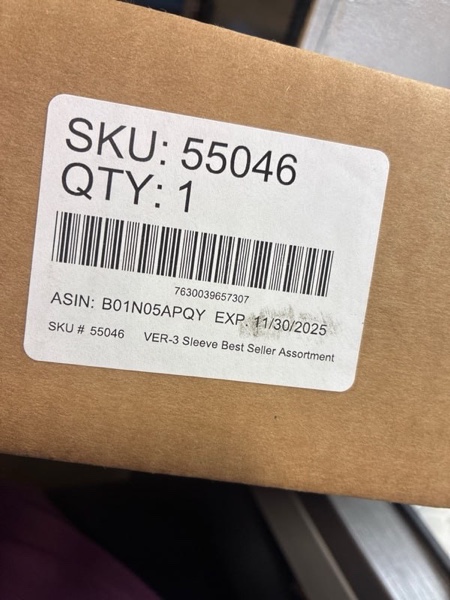 SKU: 55046
QTY: 1
7630039657307
ASIN: B01N05APQY EXP. 11/30/2025
SKU # 55046 VER-3 Sleeve Best Seller Assortment